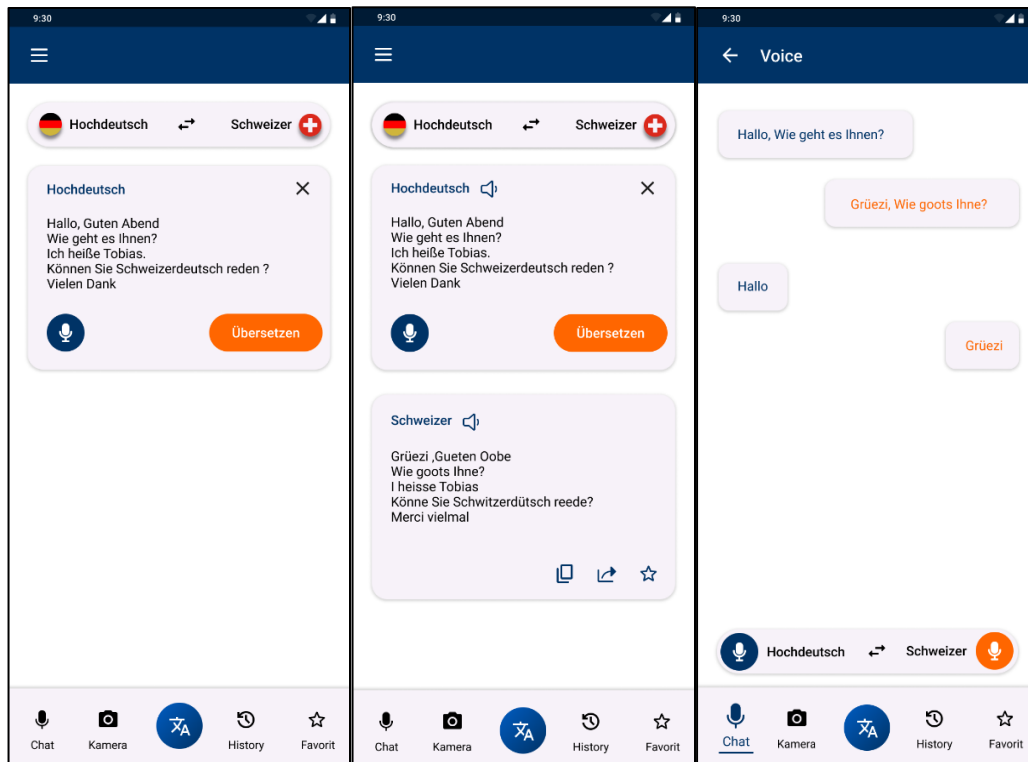 9:30
Hochdeutsch
Schweizer
Hochdeutsch
Hallo, Guten Abend
Wie geht es Ihnen?
Ich heiße Tobias.
Können Sie Schweizerdeutsch reden ?
Vielen Dank
Übersetzen
Chat
Kamera
History
Favorit
9:30
Hochdeutsch
Schweizer
Hochdeutsch
Hallo, Guten Abend
Wie geht es Ihnen?
Ich heiße Tobias.
Können Sie Schweizerdeutsch reden ?
Vielen Dank
Übersetzen
Schweizer
Grüezi ,Gueten Oobe
Wie goots Ihne?
I heisse Tobias
Könne Sie Schwitzerdütsch reede?
Merci vielmal
Chat
Kamera
History
Favorit
9:30
Voice
Hallo, Wie geht es Ihnen?
Grüezi, Wie goots Ihne?
Hallo
Grüezi
Hochdeutsch
Schweizer
Chat
Kamera
History
Favorit